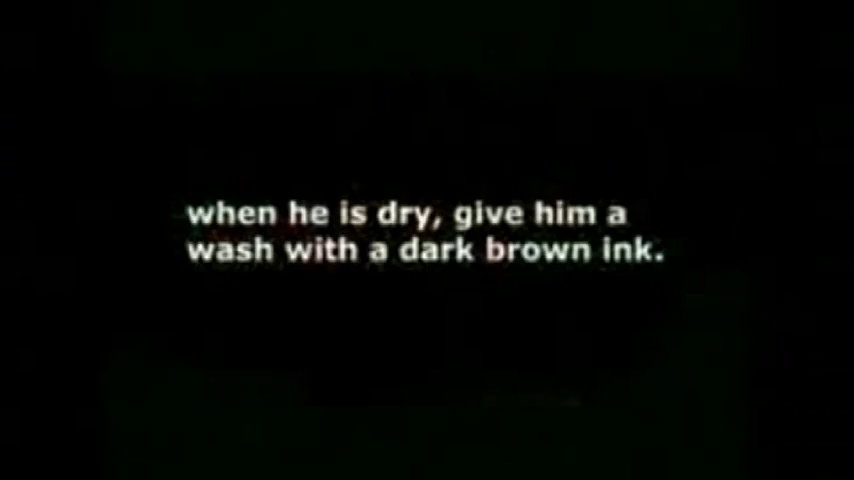 when he is dry, give him a
wash with a dark brown ink.